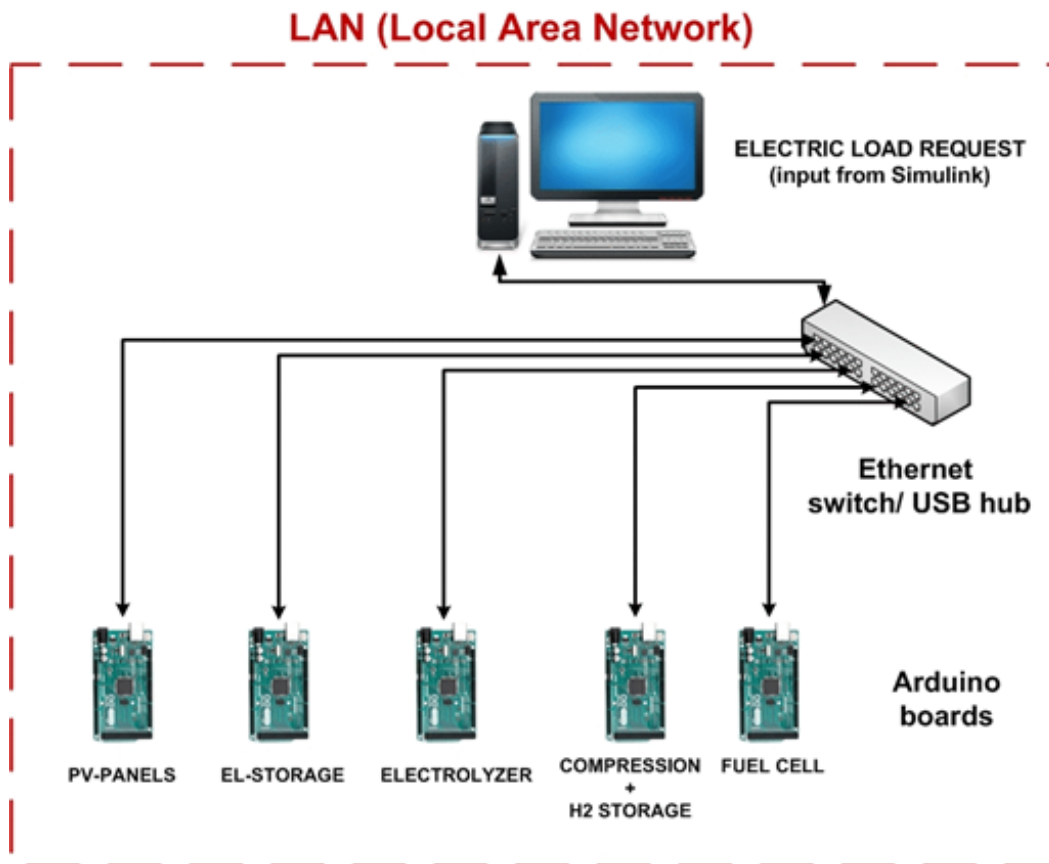 LAN (Local Area Network)
ELECTRIC LOAD REQUEST
(input from Simulink)
Ethernet
switch/ USB hub
Arduino
boards
PV-PANELS
EL-STORAGE
ELECTROLYZER
COMPRESSION
+
H2 STORAGE
FUEL CELL